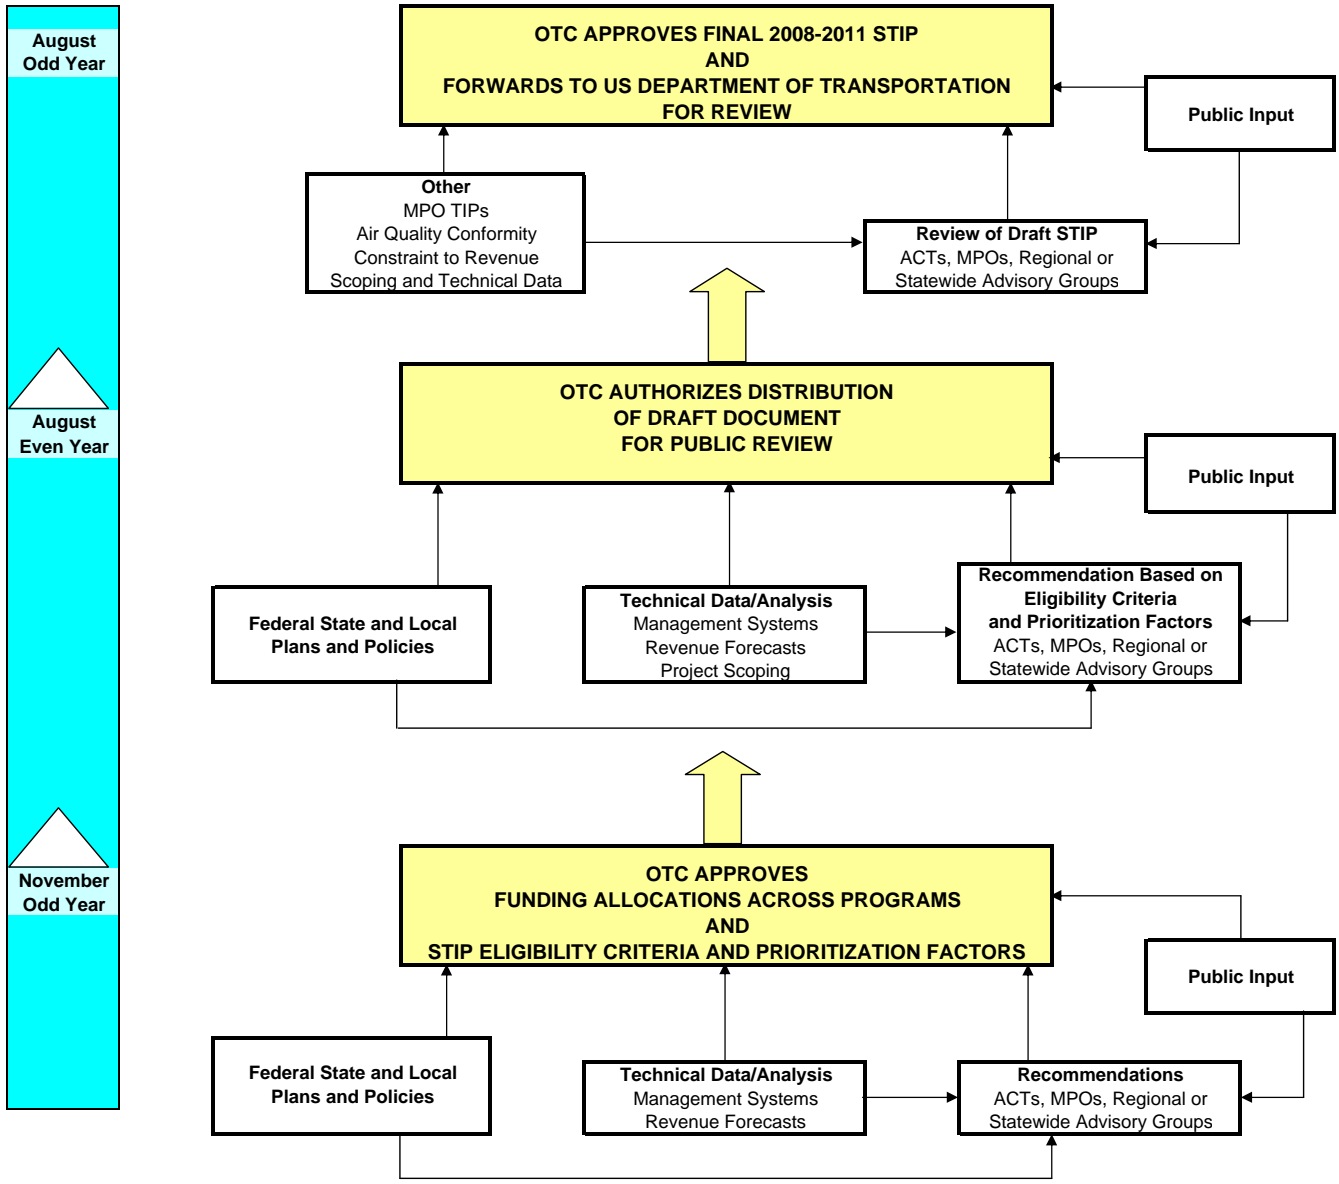 August
Odd Year
OTC APPROVES FINAL 2008-2011 STIP
AND
FORWARDS TO US DEPARTMENT OF TRANSPORTATION
FOR REVIEW
Public Input
Other
MPO TIPs
Air Quality Conformity
Constraint to Revenue
Scoping and Technical Data
Review of Draft STIP
ACTs, MPOs, Regional or
Statewide Advisory Groups
August
Even Year
OTC AUTHORIZES DISTRIBUTION
OF DRAFT DOCUMENT
FOR PUBLIC REVIEW
Public Input
Federal State and Local
Plans and Policies
Technical Data/Analysis
Management Systems
Revenue Forecasts
Project Scoping
Recommendation Based on
Eligibility Criteria
and Prioritization Factors
ACTs, MPOs, Regional or
Statewide Advisory Groups
November
Odd Year
OTC APPROVES
FUNDING ALLOCATIONS ACROSS PROGRAMS
AND
STIP ELIGIBILITY CRITERIA AND PRIORITIZATION FACTORS
Public Input
Federal State and Local
Plans and Policies
Technical Data/Analysis
Management Systems
Revenue Forecasts
Recommendations
ACTs, MPOs, Regional or
Statewide Advisory Groups